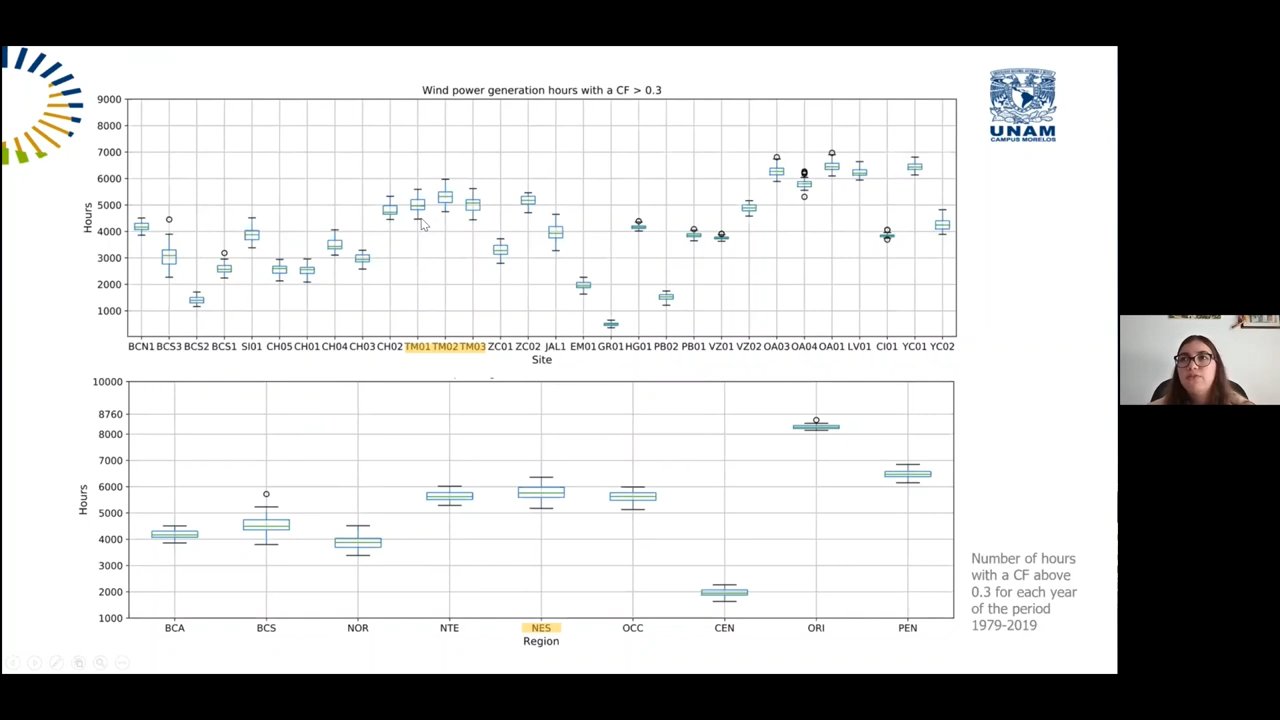 Wind power generation hours with a CF > 0.3
9000
8000
7000
6000
5000
4000
3000
2000
1000
Hours
BCN1 BCS3 BCS2 BCS1 SI01 CH05 CH01 CH04 CH03 CH02 TM01 TM02 TM03 ZC01 ZC02 JAL1 EM01 GR01 HG01 PB02 PB01 VZ01 VZ02 OA03 OA04 OA01 LV01 CI01 YC01 YC02
Site
UNAM
CAMPUS MORELOS
10000
8760
8000
7000
6000
5000
4000
3000
2000
1000
Hours
BCA BCS NOR NTE NES OCC CEN ORI PEN
Region
Number of hours
with a CF above
0.3 for each year
of the period
1979-2019